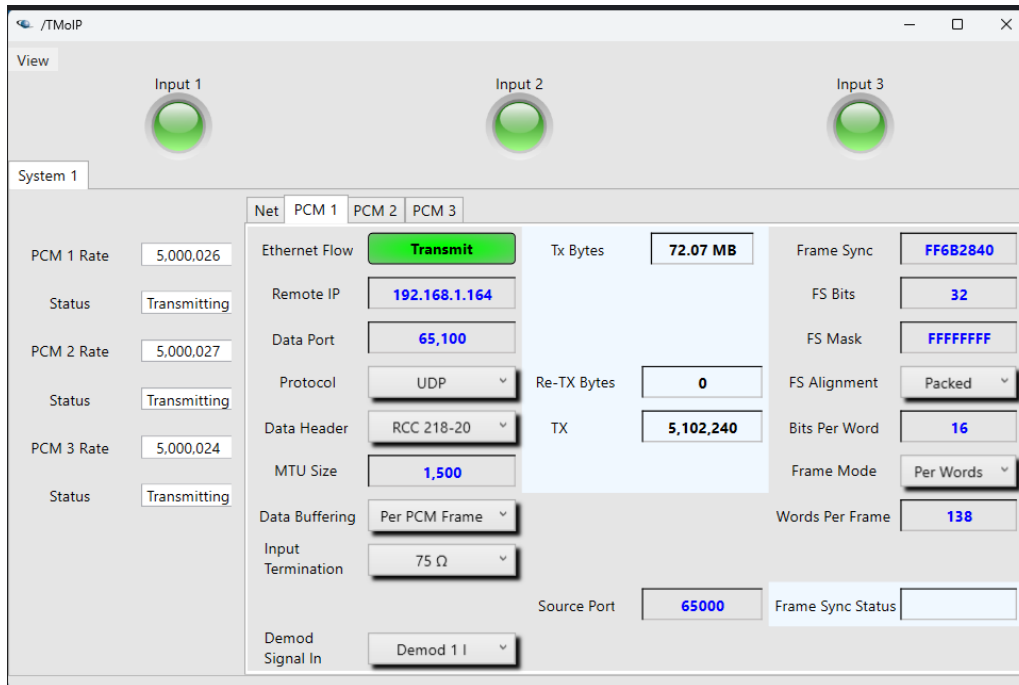 /TMoIP
View
Input 1
Input 2
Input 3
System 1
PCM 1 Rate 5,000,026
Status Transmitting
PCM 2 Rate 5,000,027
Status Transmitting
PCM 3 Rate 5,000,024
Status Transmitting
Net PCM 1 PCM 2 PCM 3
Ethernet Flow Transmit
Remote IP 192.168.1.164
Data Port 65,100
Protocol UDP
Data Header RCC 218-20
MTU Size 1,500
Data Buffering Per PCM Frame
Input
Termination 75 Ω
Demod
Signal In Demod 1 I
Tx Bytes 72.07 MB
Re-TX Bytes 0
TX 5,102,240
Source Port 65000
Frame Sync FF6B2840
FS Bits 32
FS Mask FFFFFFFF
FS Alignment Packed
Bits Per Word 16
Frame Mode Per Words
Words Per Frame 138
Frame Sync Status